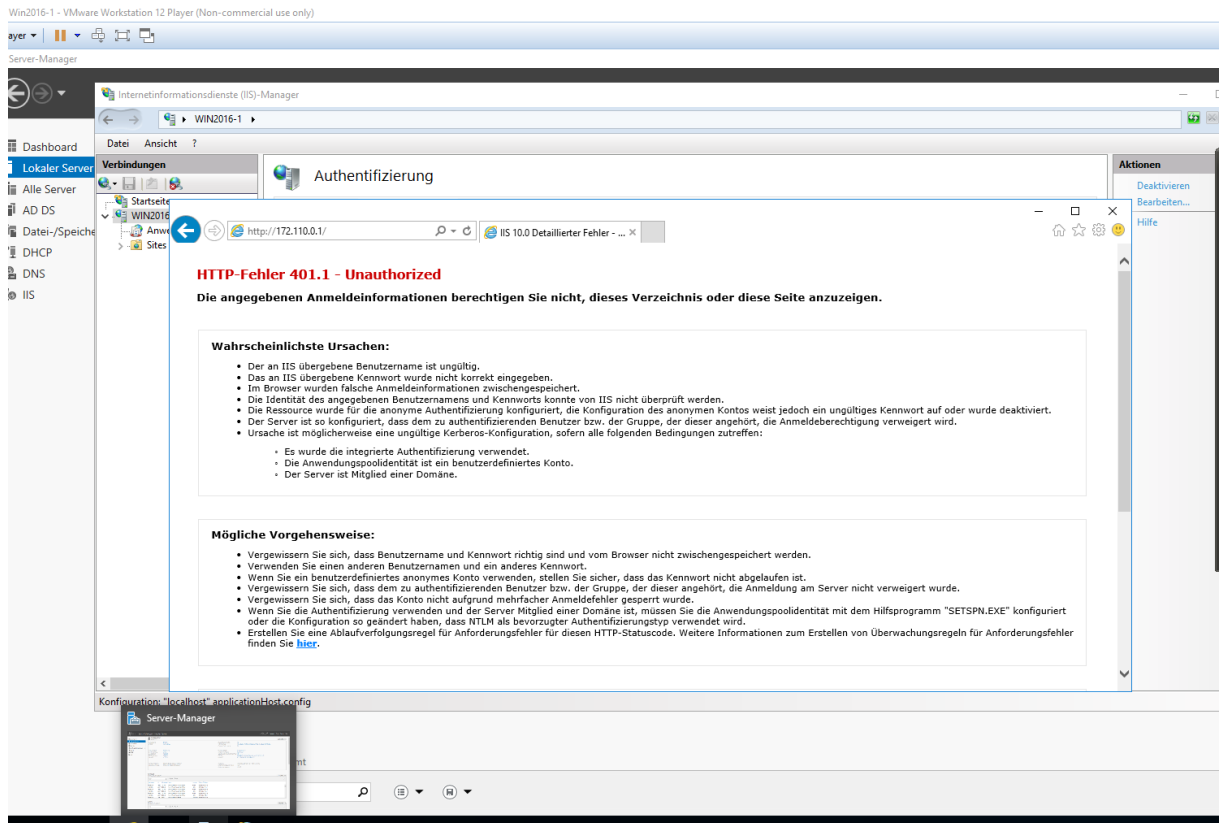 Win2016-1 - VMware Workstation 12 Player (Non-commercial use only)
ayer
Server-Manager
Internetinformationsdienste (IIS)-Manager
WIN2016-1
Datei Ansicht ?
Dashboard
Lokaler Server
Alle Server
AD DS
Datei-/Speiche
DHCP
DNS
IIS
Verbindungen
Startseite
WIN2016
Anwe
Sites
Authentifizierung
Aktionen
Deaktivieren
Bearbeiten...
Hilfe
http://172.110.0.1/
IIS 10.0 Detaillierter Fehler - ...
HTTP-Fehler 401.1 - Unauthorized
Die angegebenen Anmeldeinformationen berechtigen Sie nicht, dieses Verzeichnis oder diese Seite anzuzeigen.
Wahrscheinlichste Ursachen:
• Der an IIS übergebene Benutzername ist ungültig.
• Das an IIS übergebene Kennwort wurde nicht korrekt eingegeben.
• Im Browser wurden falsche Anmeldeinformationen zwischengespeichert.
• Die Identität des angegebenen Benutzernamens und Kennworts konnte von IIS nicht überprüft werden.
• Die Ressource wurde für die anonyme Authentifizierung konfiguriert, die Konfiguration des anonymen Kontos weist jedoch ein ungültiges Kennwort auf oder wurde deaktiviert.
• Der Server ist so konfiguriert, dass dem zu authentifizierenden Benutzer bzw. der Gruppe, der dieser angehört, die Anmeldeberechtigung verweigert wird.
• Ursache ist möglicherweise eine ungültige Kerberos-Konfiguration, sofern alle folgenden Bedingungen zutreffen:
◦ Es wurde die integrierte Authentifizierung verwendet.
◦ Die Anwendungspoolidentität ist ein benutzerdefiniertes Konto.
◦ Der Server ist Mitglied einer Domäne.
Mögliche Vorgehensweise:
• Vergewissern Sie sich, dass Benutzername und Kennwort richtig sind und vom Browser nicht zwischengespeichert werden.
• Verwenden Sie einen anderen Benutzernamen und ein anderes Kennwort.
• Wenn Sie ein benutzerdefiniertes anonymes Konto verwenden, stellen Sie sicher, dass das Kennwort nicht abgelaufen ist.
• Vergewissern Sie sich, dass dem zu authentifizierenden Benutzer bzw. der Gruppe, der dieser angehört, die Anmeldung am Server nicht verweigert wurde.
• Vergewissern Sie sich, dass das Konto nicht aufgrund mehrfacher Anmeldefehler gesperrt wurde.
• Wenn Sie die Authentifizierung verwenden und der Server Mitglied einer Domäne ist, müssen Sie die Anwendungspoolidentität mit dem Hilfsprogramm "SETSPN.EXE" konfiguriert
oder die Konfiguration so geändert haben, dass NTLM als bevorzugter Authentifizierungstyp verwendet wird.
• Erstellen Sie eine Ablaufverfolgungsregel für Anforderungsfehler für diesen HTTP-Statuscode. Weitere Informationen zum Erstellen von Überwachungsregeln für Anforderungsfehler
finden Sie hier.
Konfiguration: "localhost" applicationHost.config
Server-Manager
mt